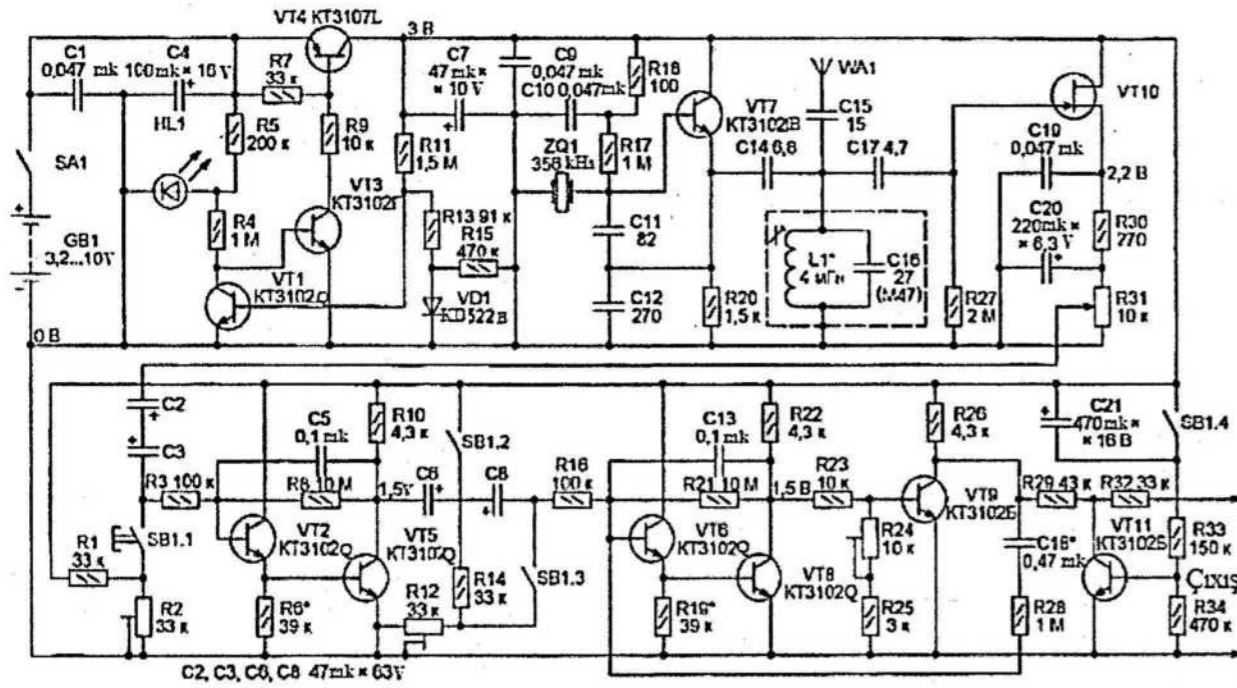 VT4 KT3107L
3 B
C1
0,047 mk
C4
100mk × 16 V
R7
33 к
C7
47 mк×
× 10 V
C9
0,047 mk
C10 0,047mk
R18
100
WA1
VT10
HL1
R5
200 к
R9
10 к
R11
1,5 M
VT7
KT3102B
C15
15
SA1
VT3
KT3102Г
ZQ1
356 kHs
R17
1 M
C14 6,8
C17 4,7
C19
0,047 mk
2,2 B
R4
1 M
R13 91 к
R15
470 к
C11
82
C20
220mk×
× 6,3 V
R30
270
GB1
3,2...10V
VT1
KT3102Q
VD1
KD522в
C12
270
R20
1,5 к
L1*
4 мГн
C16
27
(M47)
R27
2 M
R31
10 к
0 B
C2
C3
C5
0,1 mk
R10
4,3 к
SB1.2
C13
0,1 mk
R22
4,3 к
R26
4,3 к
C21
470 mk×
× 16 B
SB1.4
R3 100 к
R8 10 M
1,5V
C6
C8
R16
100 к
R21 10 M
1,5 B
R23
10 к
R29 43 к
R32 33 к
SB1.1
R1
33 к
VT2
KT3102Q
VT5
KT3102Q
SB1.3
VT6
KT3102Q
VT8
KT3102Q
VT9
KT3102Б
R24
10 к
VT11
KT3102Б
C18*
0,47 mk
R33
150 к
R2
33 к
R6*
39 к
R12
33 к
R14
33 к
R19*
39 к
R25
3 к
R28
1 M
R34
470 к
Ç1X1Ş
C2, C3, C6, C8 47mk × 63V